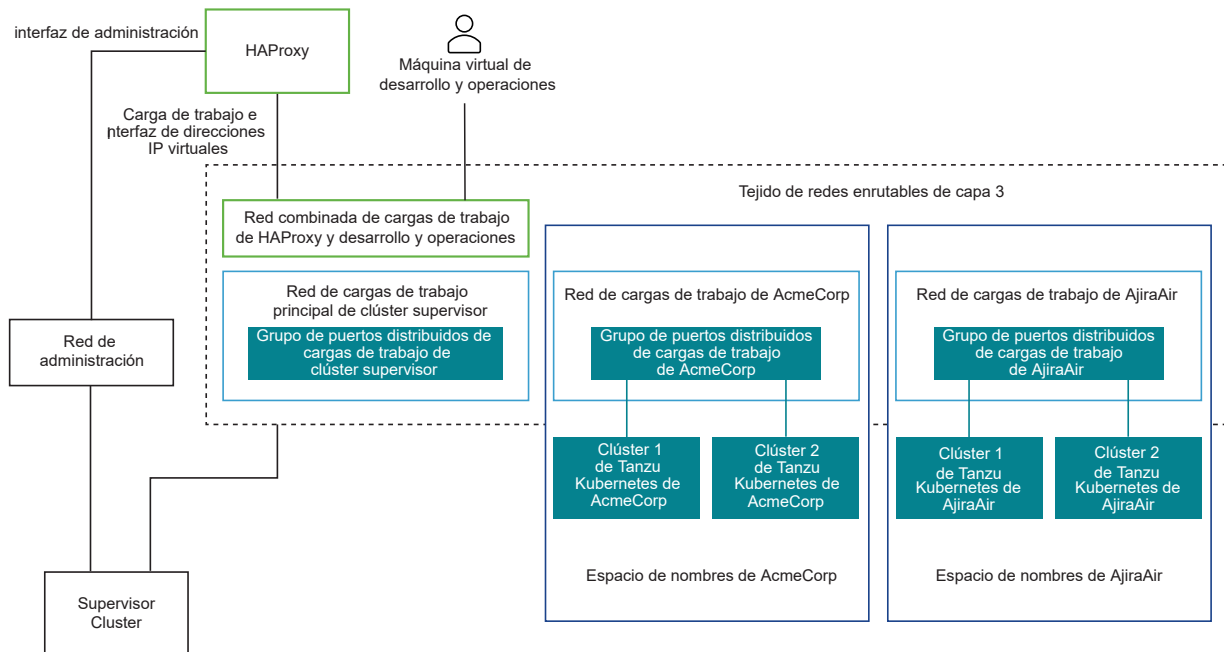 interfaz de administración
HAProxy
Máquina virtual de
desarrollo y operaciones
Carga de trabajo e
nterfaz de direcciones
IP virtuales
Tejido de redes enrutables de capa 3
Red combinada de cargas de trabajo
de HAProxy y desarrollo y operaciones
Red de cargas de trabajo
principal de clúster supervisor
Grupo de puertos distribuidos de
cargas de trabajo de
clúster supervisor
Red de cargas de trabajo de AcmeCorp
Grupo de puertos distribuidos
de cargas de trabajo
de AcmeCorp
Red de cargas de trabajo de AjiraAir
Grupo de puertos distribuidos
de cargas de trabajo
de AjiraAir
Red de
administración
Clúster 1
de Tanzu
Kubernetes de
AcmeCorp
Clúster 2
de Tanzu
Kubernetes de
AcmeCorp
Clúster 1
de Tanzu
Kubernetes de
AjiraAir
Clúster 2
de Tanzu
Kubernetes de
AjiraAir
Espacio de nombres de AcmeCorp
Espacio de nombres de AjiraAir
Supervisor
Cluster